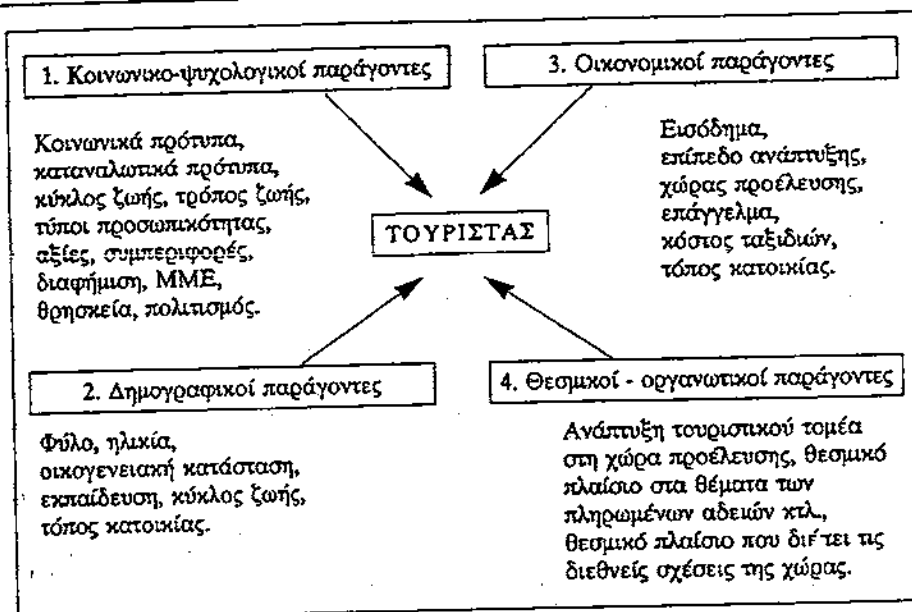 1. Κοινωνικο-ψυχολογικοί παράγοντες
Κοινωνικά πρότυπα,
καταναλωτικά πρότυπα,
κύκλος ζωής, τρόπος ζωής,
τύποι προσωπικότητας,
αξίες, συμπεριφορές,
διαφήμιση, ΜΜΕ,
θρησκεία, πολιτισμός.
3. Οικονομικοί παράγοντες
Εισόδημα,
επίπεδο ανάπτυξης,
χώρας προέλευσης,
επάγγελμα,
κόστος ταξιδιών,
τόπος κατοικίας.
ΤΟΥΡΙΣΤΑΣ
2. Δημογραφικοί παράγοντες
Φύλο, ηλικία,
οικογενειακή κατάσταση,
εκπαίδευση, κύκλος ζωής,
τόπος κατοικίας.
4. Θεσμικοί - οργανωτικοί παράγοντες
Ανάπτυξη τουριστικού τομέα
στη χώρα προέλευσης, θεσμικό
πλαίσιο στα θέματα των
πληρωμένων αδειών κτλ.,
θεσμικό πλαίσιο που τις
διεθνείς σχέσεις της χώρας.